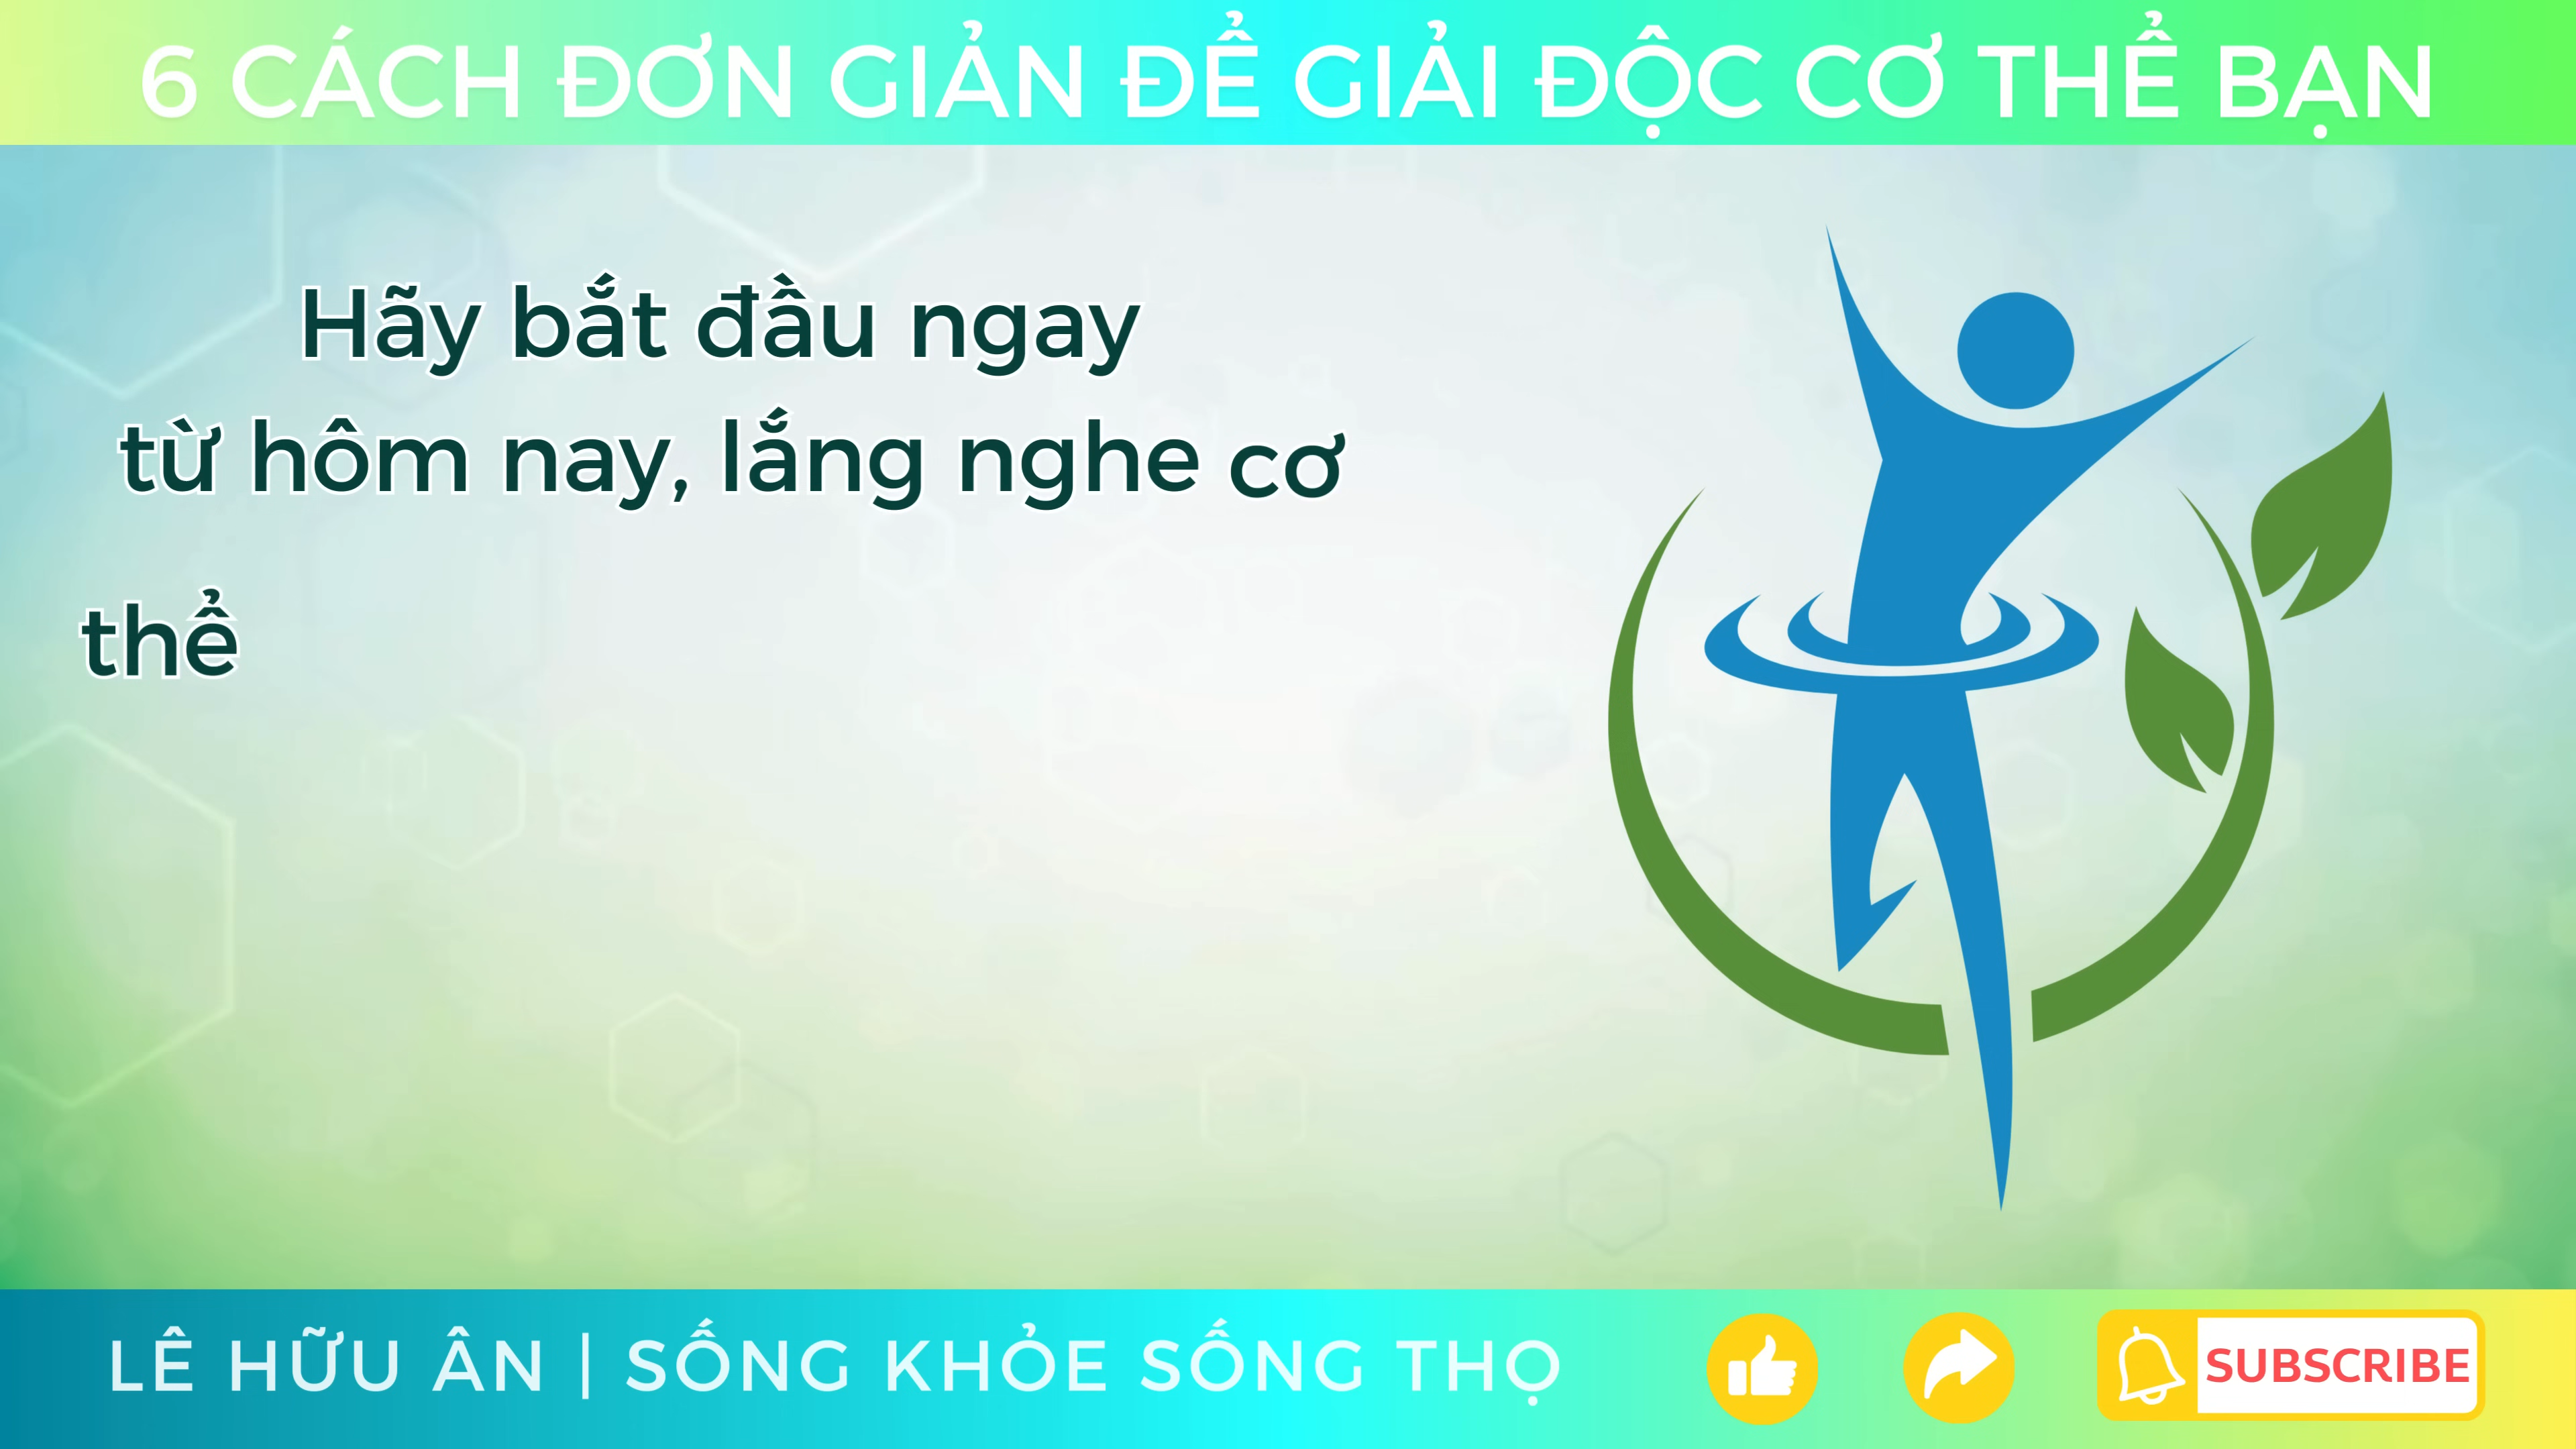 6 CÁCH ĐƠN GIẢN ĐỂ GIẢI ĐỘC CƠ THỂ BẠN
Hãy bắt đầu ngay
từ hôm nay, lắng nghe cơ
thể
LÊ HỮU ÂN | SỐNG KHỎE SỐNG THỌ
SUBSCRIBE